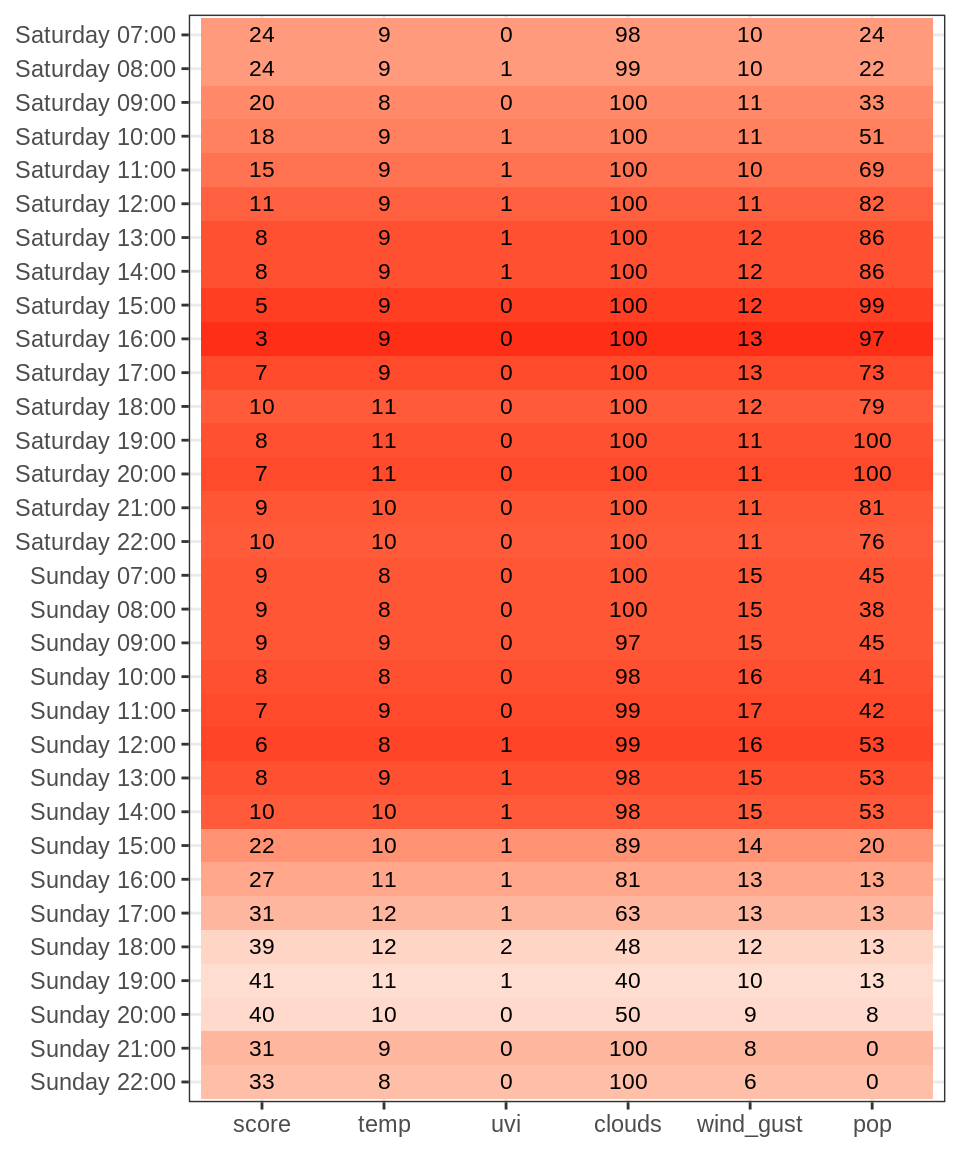 Saturday 07:00 24 9 0 98 10 24
Saturday 08:00 24 9 1 99 10 22
Saturday 09:00 20 8 0 100 11 33
Saturday 10:00 18 9 1 100 11 51
Saturday 11:00 15 9 1 100 10 69
Saturday 12:00 11 9 1 100 11 82
Saturday 13:00 8 9 1 100 12 86
Saturday 14:00 8 9 1 100 12 86
Saturday 15:00 5 9 0 100 12 99
Saturday 16:00 3 9 0 100 13 97
Saturday 17:00 7 9 0 100 13 73
Saturday 18:00 10 11 0 100 12 79
Saturday 19:00 8 11 0 100 11 100
Saturday 20:00 7 11 0 100 11 100
Saturday 21:00 9 10 0 100 11 81
Saturday 22:00 10 10 0 100 11 76
Sunday 07:00 9 8 0 100 15 45
Sunday 08:00 9 8 0 100 15 38
Sunday 09:00 9 9 0 97 15 45
Sunday 10:00 8 8 0 98 16 41
Sunday 11:00 7 9 0 99 17 42
Sunday 12:00 6 8 1 99 16 53
Sunday 13:00 8 9 1 98 15 53
Sunday 14:00 10 10 1 98 15 53
Sunday 15:00 22 10 1 89 14 20
Sunday 16:00 27 11 1 81 13 13
Sunday 17:00 31 12 1 63 13 13
Sunday 18:00 39 12 2 48 12 13
Sunday 19:00 41 11 1 40 10 13
Sunday 20:00 40 10 0 50 9 8
Sunday 21:00 31 9 0 100 8 0
Sunday 22:00 33 8 0 100 6 0
score temp uvi clouds wind_gust pop